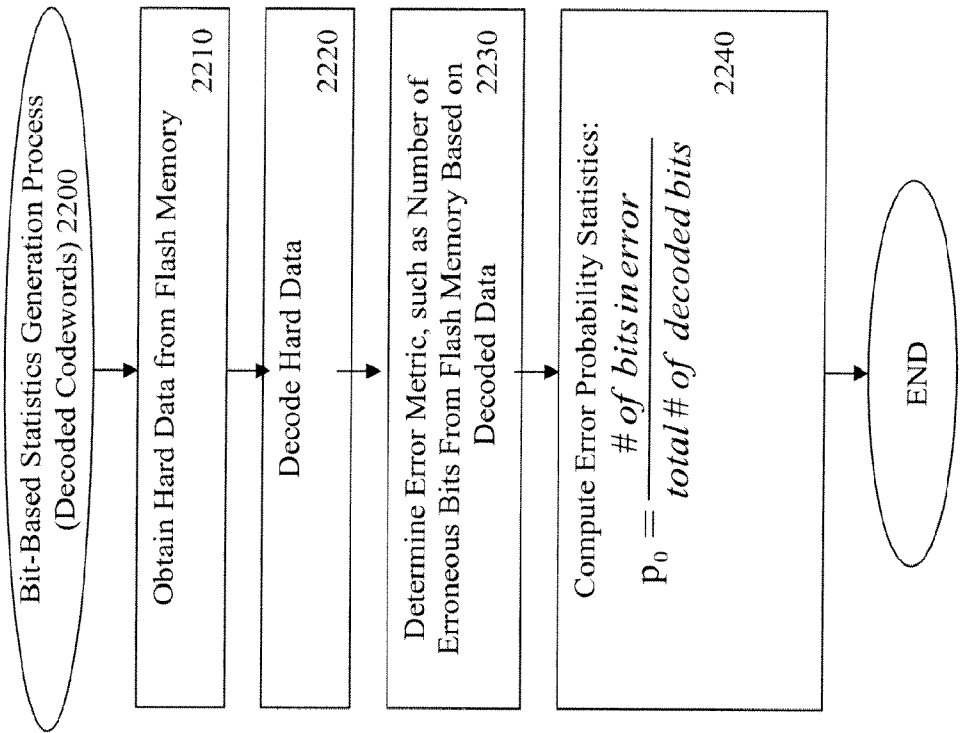 Bit-Based Statistics Generation Process
(Decoded Codewords) 2200
Obtain Hard Data from Flash Memory
2210
Decode Hard Data
2220
Determine Error Metric, such as Number of
Erroneous Bits From Flash Memory Based on
Decoded Data
2230
Compute Error Probability Statistics:
# of bits in error
p₀ =
total # of decoded bits
2240
END